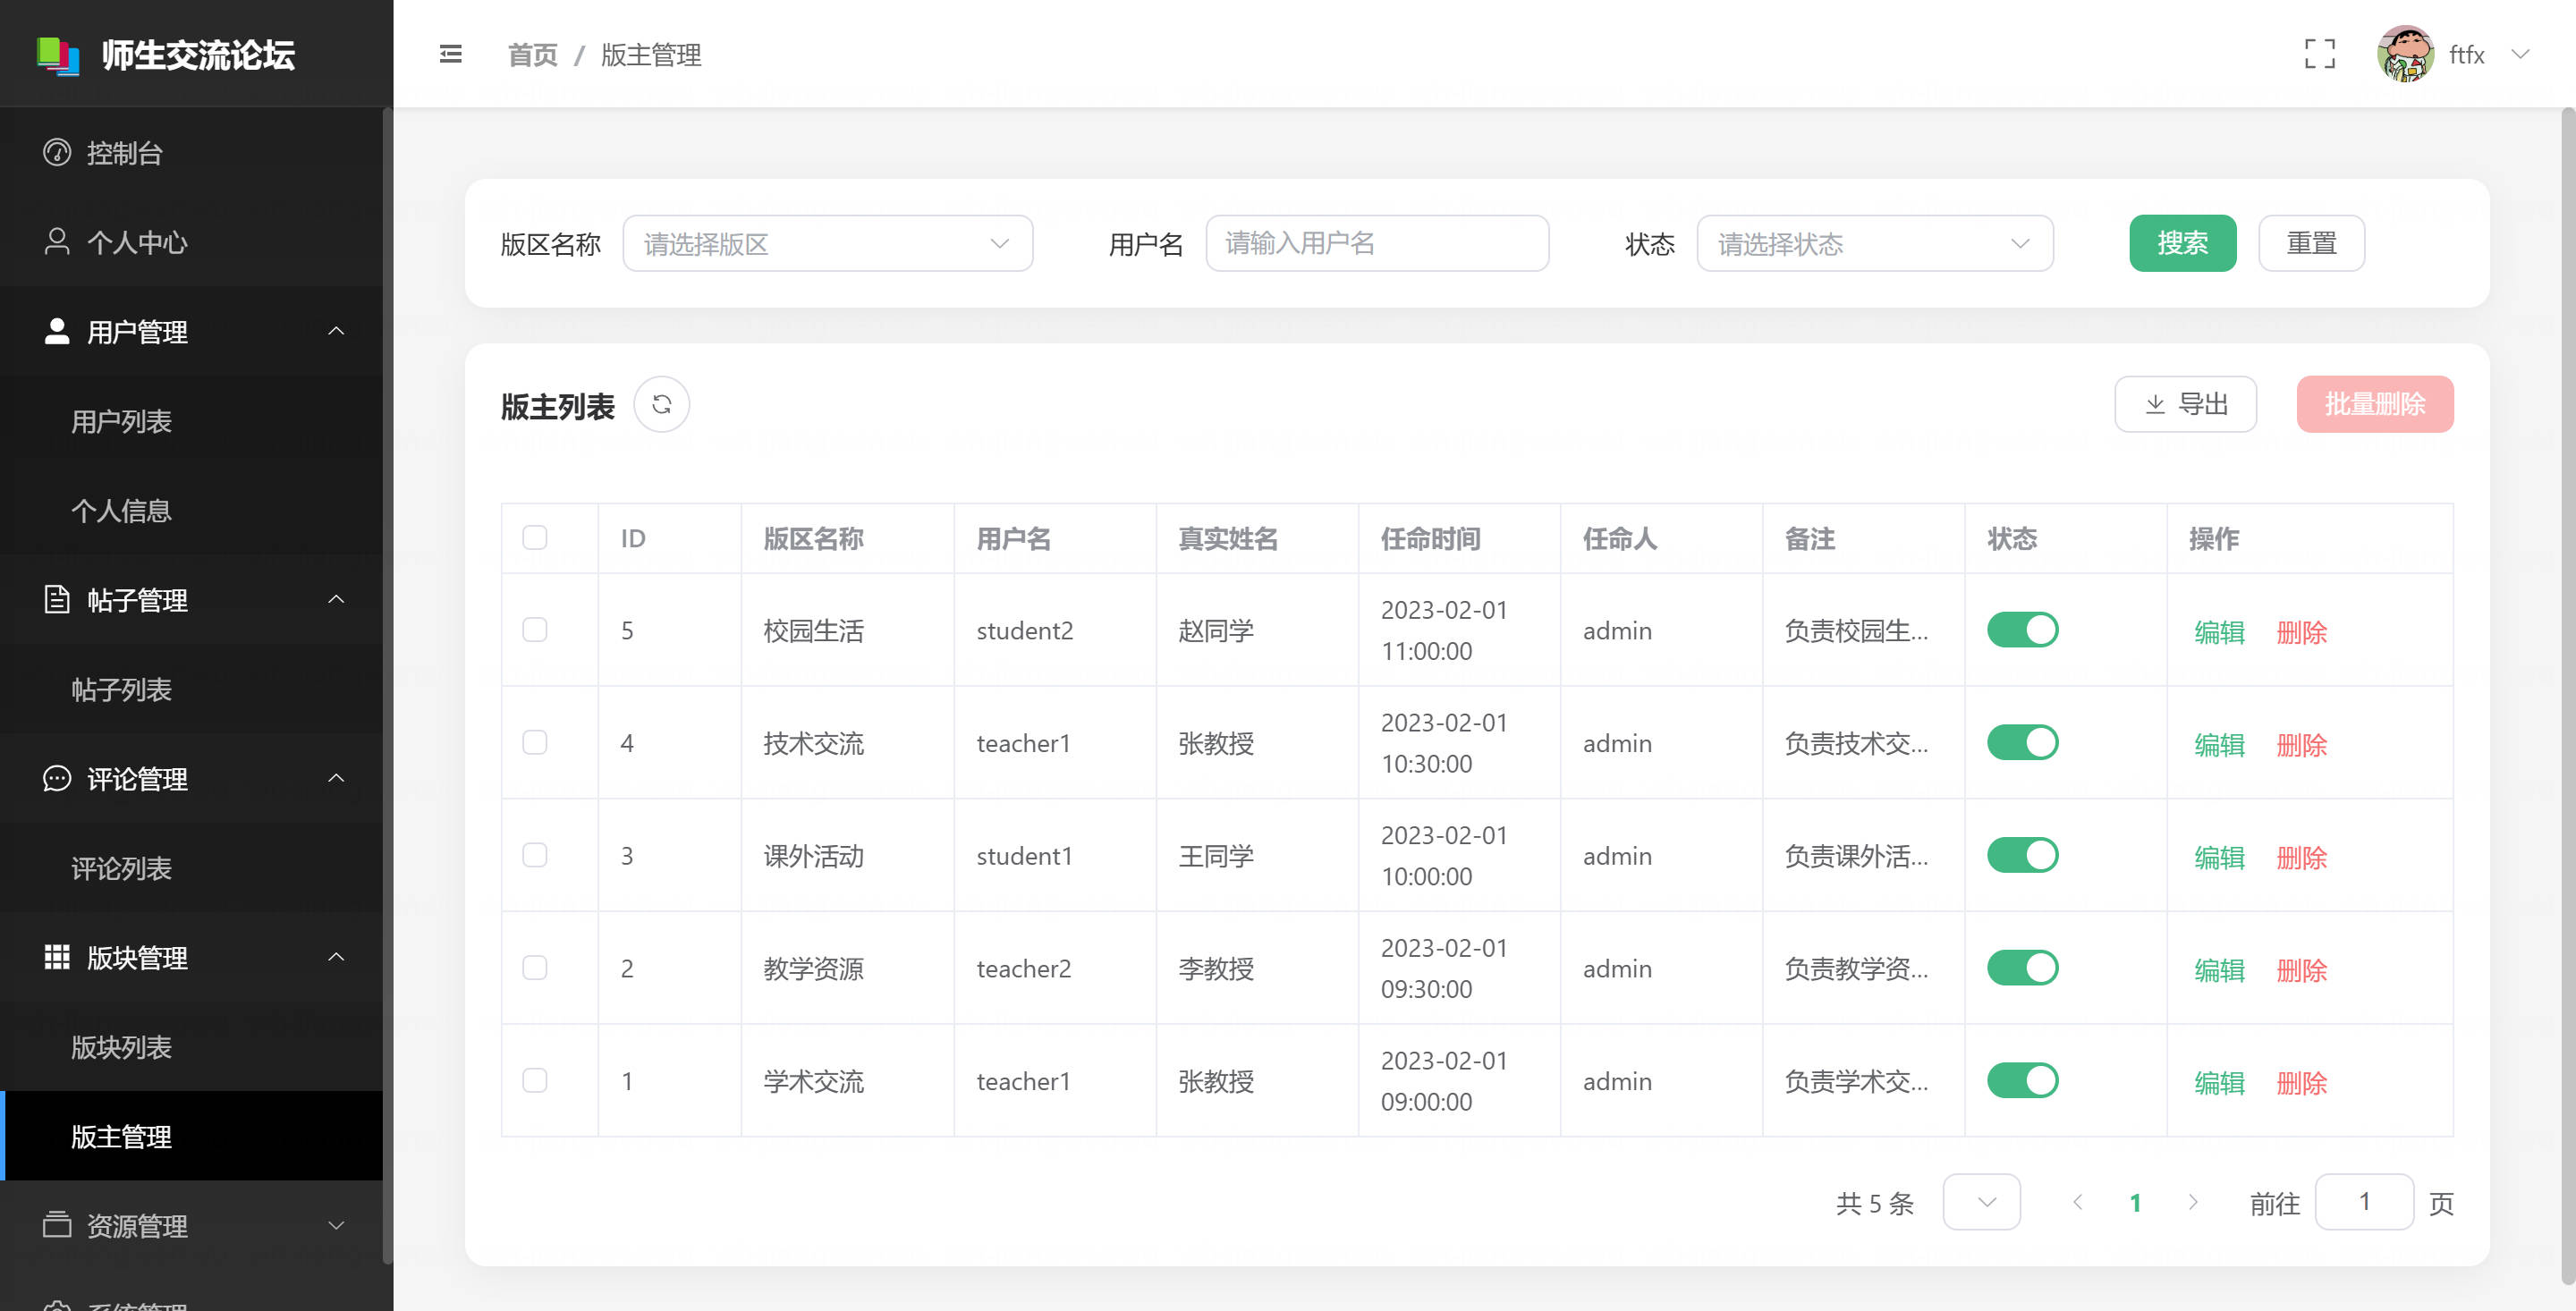 师生交流论坛
首页 / 版主管理
ftfx
控制台
个人中心
用户管理
用户列表
个人信息
帖子管理
帖子列表
评论管理
评论列表
版块管理
版块列表
版主管理
资源管理
系统管理
版区名称 请选择版区 用户名 请输入用户名 状态 请选择状态 搜索 重置
版主列表 导出 批量删除
ID 版区名称 用户名 真实姓名 任命时间 任命人 备注 状态 操作
5 校园生活 student2 赵同学 2023-02-01 11:00:00 admin 负责校园生... 编辑 删除
4 技术交流 teacher1 张教授 2023-02-01 10:30:00 admin 负责技术交... 编辑 删除
3 课外活动 student1 王同学 2023-02-01 10:00:00 admin 负责课外活... 编辑 删除
2 教学资源 teacher2 李教授 2023-02-01 09:30:00 admin 负责教学资... 编辑 删除
1 学术交流 teacher1 张教授 2023-02-01 09:00:00 admin 负责学术交... 编辑 删除
共 5 条 1 前往 1 页